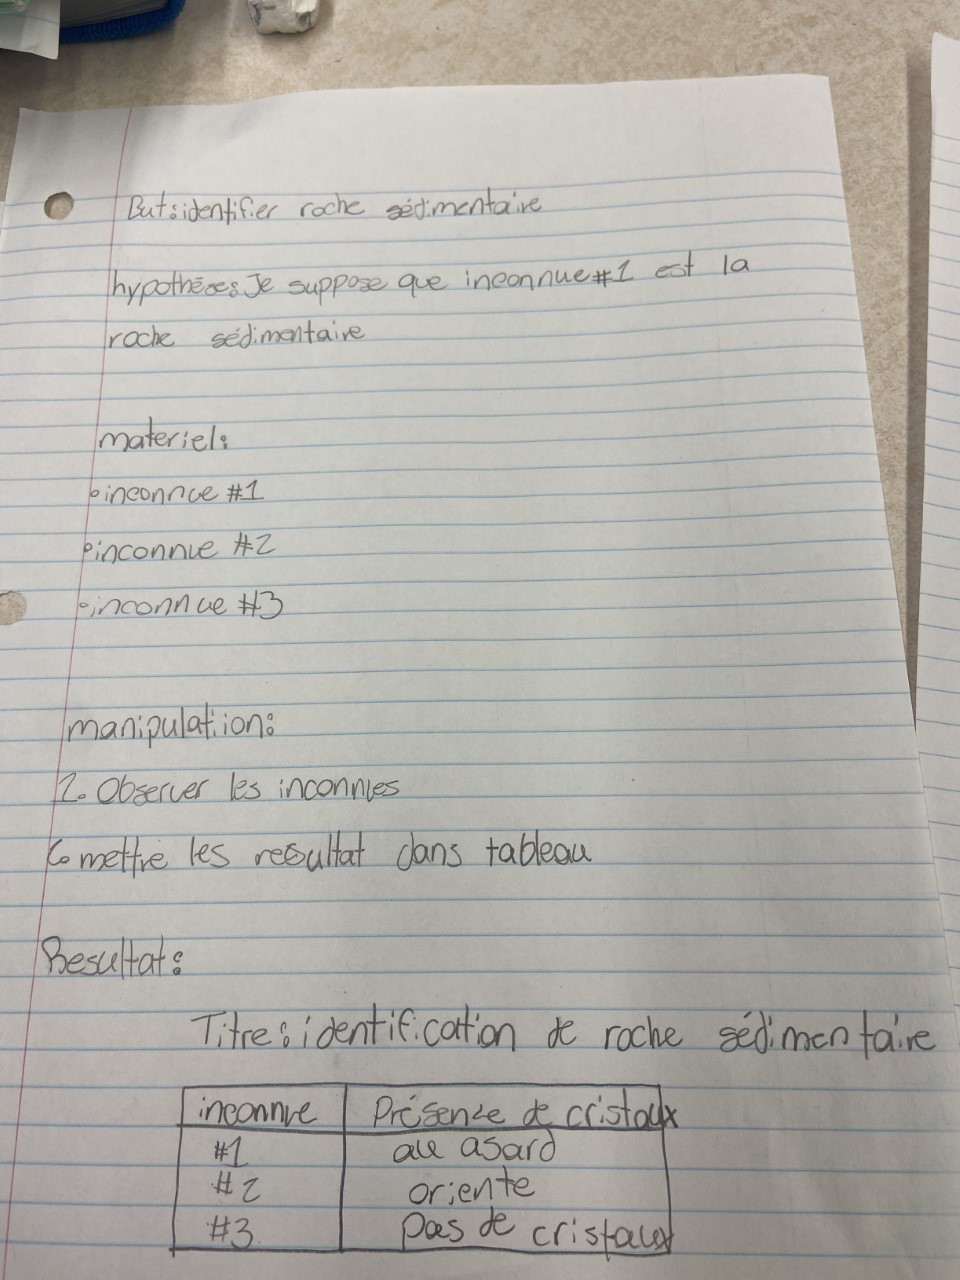 But: identifier roche sédimentaire
hypothèse: Je suppose que inconnue #1 est la
roche sédimentaire
materiel:
• inconnue #1
• inconnue #2
• inconnue #3
manipulation:
1. Observer les inconnues
mettre les resultat dans tableau
Resultat:
Titre: identification de roche sédimentaire
inconnue Présence de cristaux
#1 au asard
#2 oriente
#3 pas de cristaux